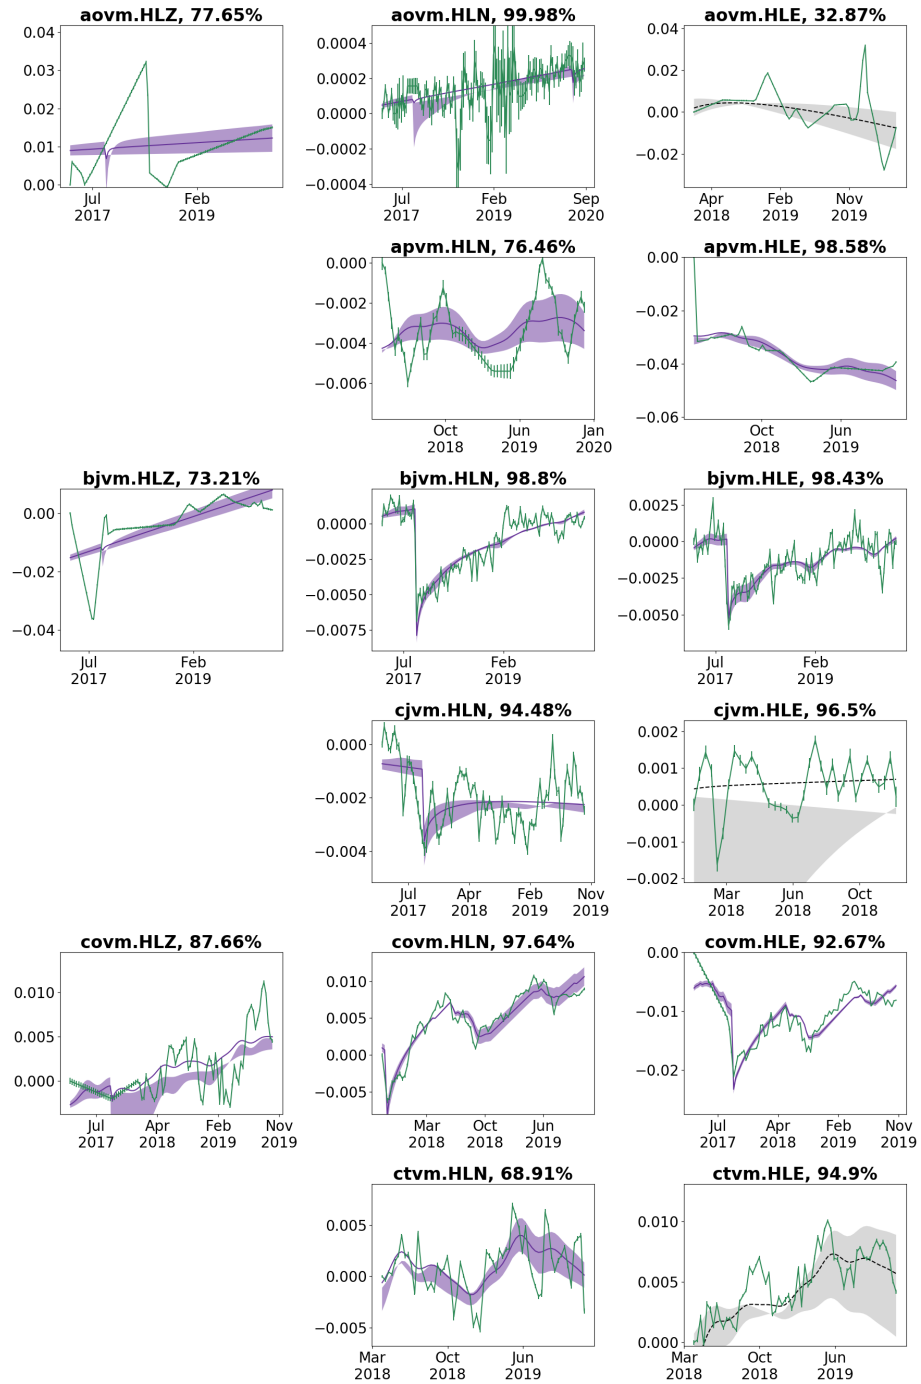 aovm.HLZ, 77.65% aovm.HLN, 99.98% aovm.HLE, 32.87%
0.04 0.0004 0.04
0.03 0.0002 0.02
0.02 0.0000 0.00
0.01 −0.0002 −0.02
0.00 −0.0004
Jul Feb Jul Feb Sep Apr Feb Nov
2017 2019 2017 2019 2020 2018 2019 2019
apvm.HLN, 76.46% apvm.HLE, 98.58%
0.000 0.00
−0.002 −0.02
−0.004 −0.04
−0.006 −0.06
Oct Jun Jan Oct Jun
2018 2019 2020 2018 2019
bjvm.HLZ, 73.21% bjvm.HLN, 98.8% bjvm.HLE, 98.43%
0.00 0.0000 0.0025
−0.02 −0.0025 0.0000
−0.04 −0.0050 −0.0025
−0.0075 −0.0050
Jul Feb Jul Feb Jul Feb
2017 2019 2017 2019 2017 2019
cjvm.HLN, 94.48% cjvm.HLE, 96.5%
0.000 0.002
−0.002 0.001
−0.004 0.000
−0.001
−0.002
Jul Apr Feb Nov Mar Jun Oct
2017 2018 2019 2019 2018 2018 2018
covm.HLZ, 87.66% covm.HLN, 97.64% covm.HLE, 92.67%
0.010 0.010 0.00
0.005 0.005 −0.01
0.000 0.000 −0.02
−0.005
Jul Apr Feb Nov Mar Oct Jun Jul Apr Feb Nov
2017 2018 2019 2019 2018 2018 2019 2017 2018 2019 2019
ctvm.HLN, 68.91% ctvm.HLE, 94.9%
0.005 0.010
0.000 0.005
−0.005 0.000
Mar Oct Jun Mar Oct Jun
2018 2018 2019 2018 2018 2019